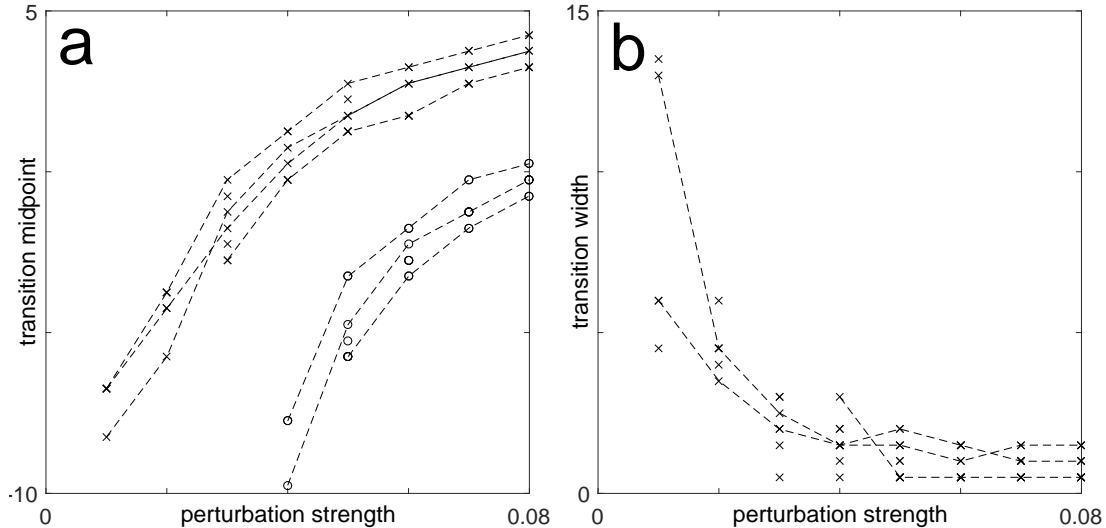 a
5
-10
0
0.08
transition midpoint
perturbation strength
b
15
0
0
0.08
transition width
perturbation strength